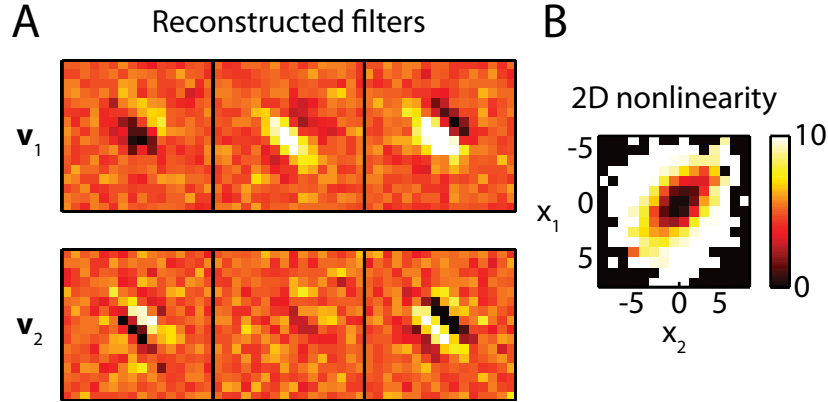 A
Reconstructed filters
v1
v2
B
2D nonlinearity
10
0
-5
0
5
x1
-5 0 5
x2